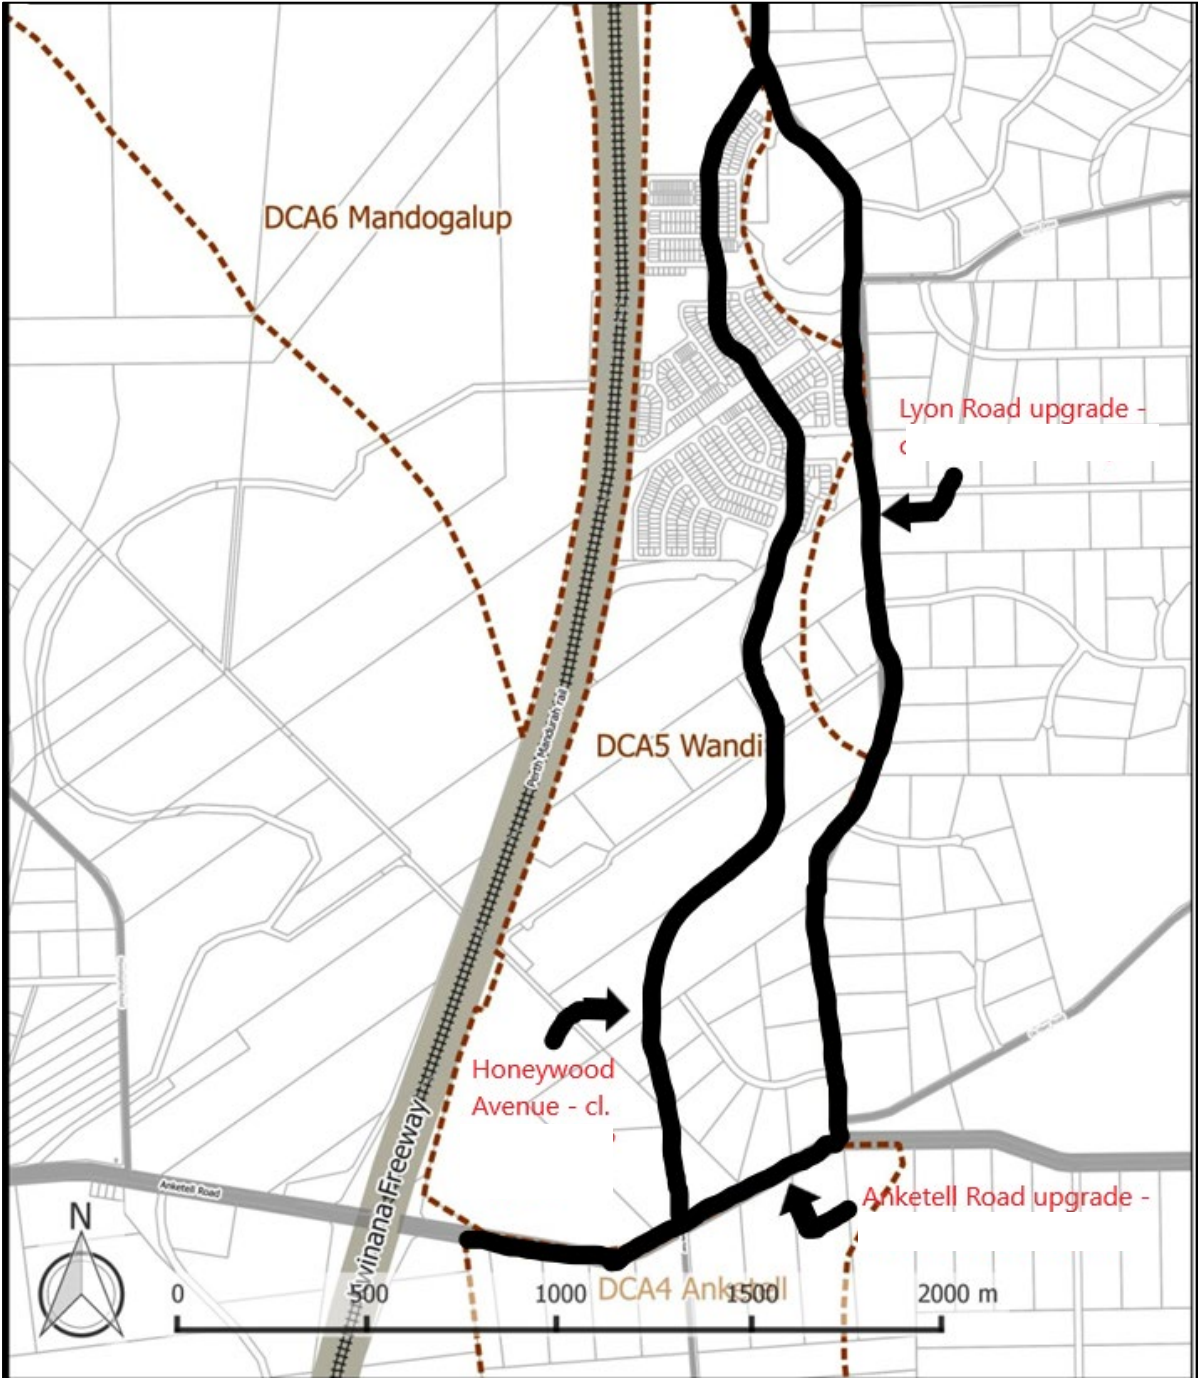 DCA6 Mandogalup
Lyon Road upgrade -
Perth Mandurah rail
DCA5 Wandi
Honeywood
Avenue - cl.
Anketell Road
Kwinana Freeway
Anketell Road upgrade -
N
DCA4 Anketell
0 500 1000 1500 2000 m